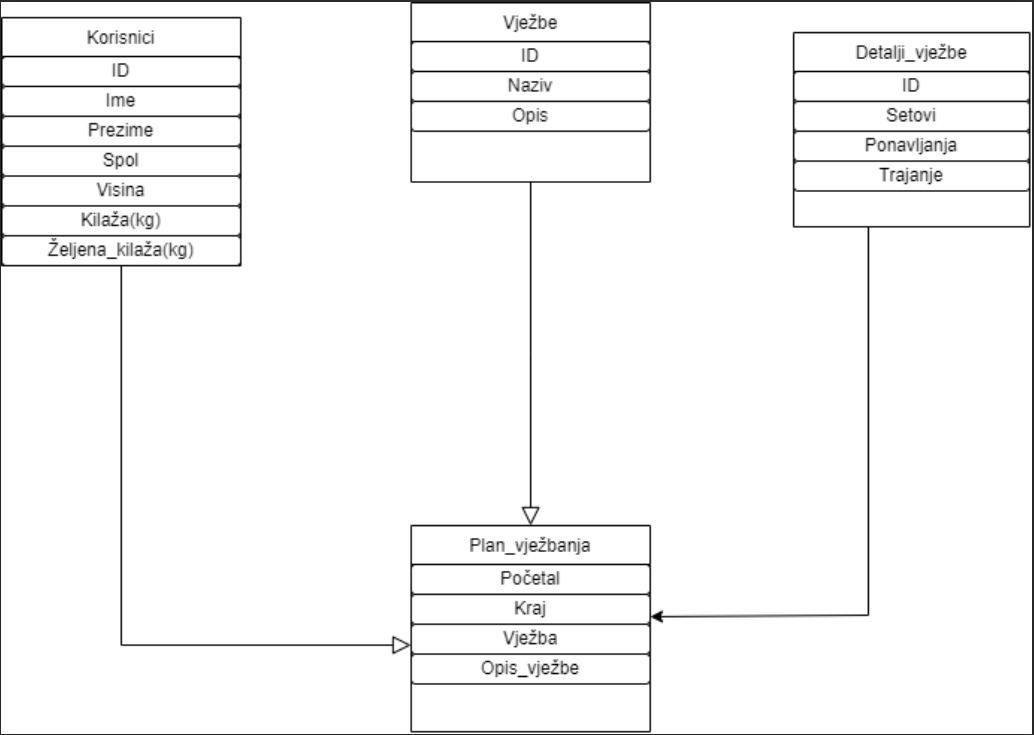 Korisnici
ID
Ime
Prezime
Spol
Visina
Kilaža(kg)
Željena_kilaža(kg)
Vježbe
ID
Naziv
Opis
Detalji_vježbe
ID
Setovi
Ponavljanja
Trajanje
Plan_vježbanja
Početal
Kraj
Vježba
Opis_vježbe